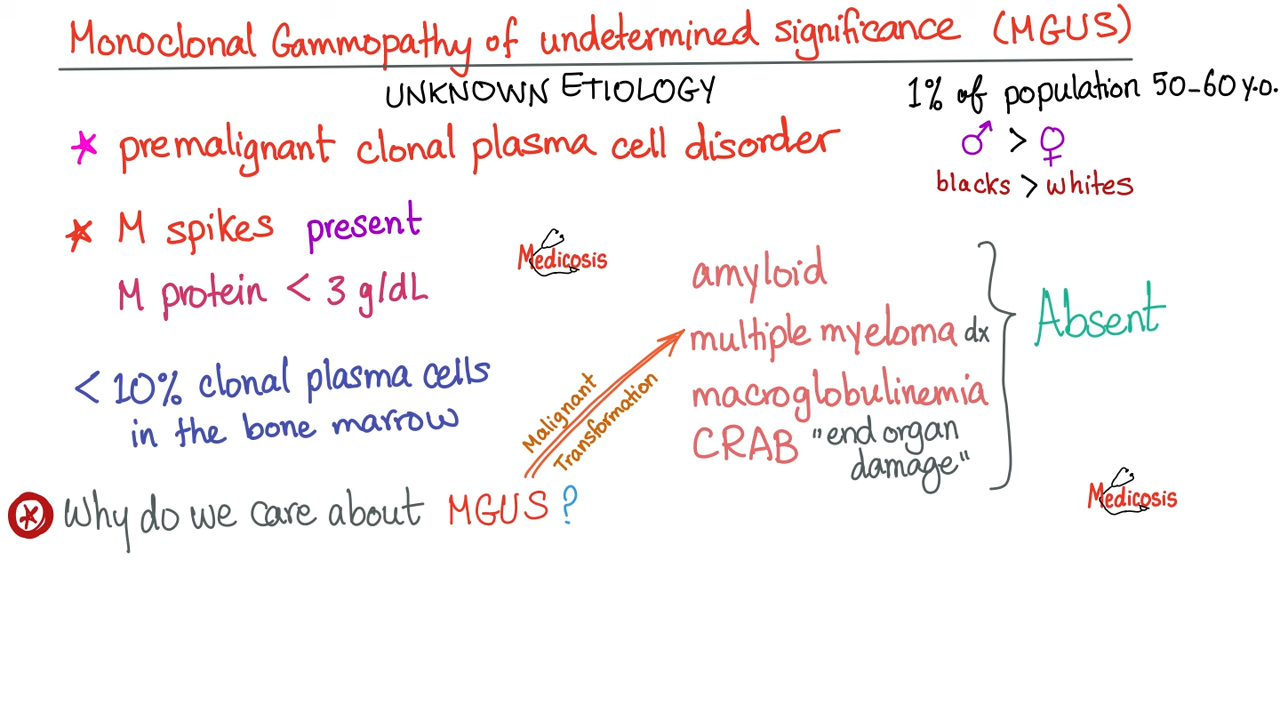 Monoclonal Gammopathy of undetermined significance (MGUS)
UNKNOWN ETIOLOGY
1% of population 50-60 y.o.
♂ > ♀
blacks > whites
* premalignant clonal plasma cell disorder
* M spikes present
M protein < 3 g/dL
Medicosis
amyloid
multiple myeloma dx
macroglobulinemia
CRAB "end organ
damage"
Absent
< 10% clonal plasma cells
in the bone marrow
Malignant
Transformation
* Why do we care about MGUS?
Medicosis